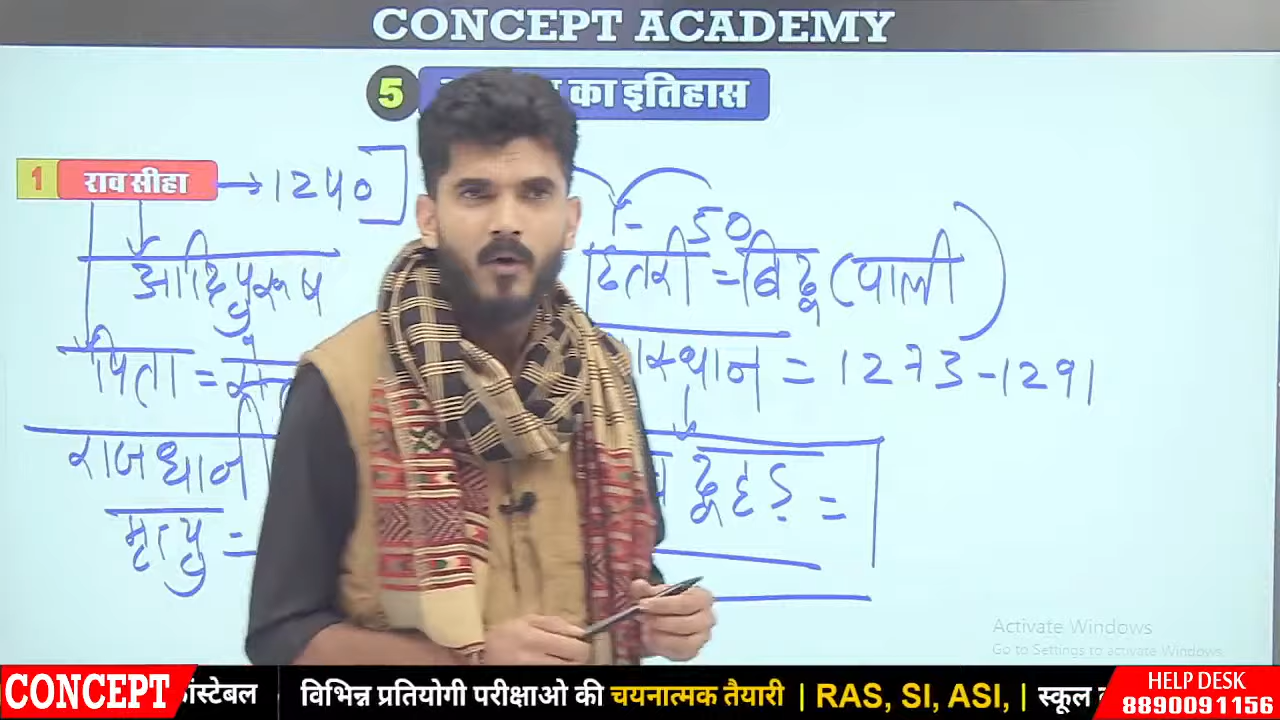 CONCEPT ACADEMY
5 का इतिहास
1 राव सीहा → 1240
आदिपुरुष
- 50
छतरी = बिठू (पाली)
पिता =
1273-1291
राजधानी
मृत्यु =
=
Activate Windows
Go to Settings to activate Windows.
CONCEPT
विभिन्न प्रतियोगी परीक्षाओ की चयनात्मक तैयारी | RAS, SI, ASI, | स्कूल
HELP DESK
8890091156